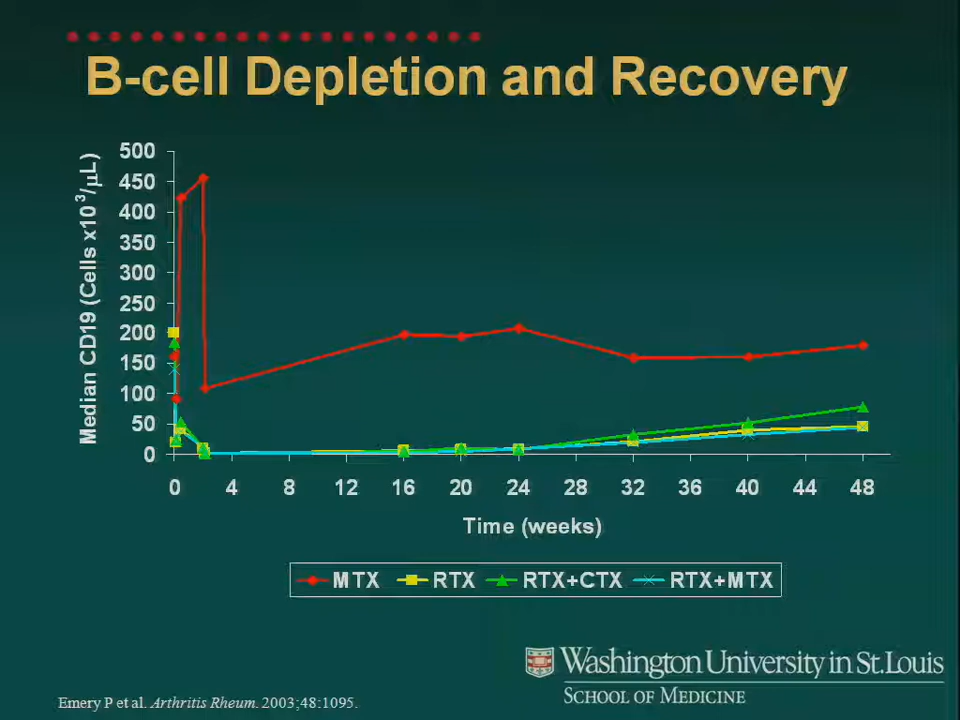 B-cell Depletion and Recovery
Median CD19 (Cells x10³/μL)
500
450
400
350
300
250
200
150
100
50
0
0 4 8 12 16 20 24 28 32 36 40 44 48
Time (weeks)
MTX RTX RTX+CTX RTX+MTX
Washington University in St. Louis
SCHOOL OF MEDICINE
Emery P et al. Arthritis Rheum. 2003;48:1095.